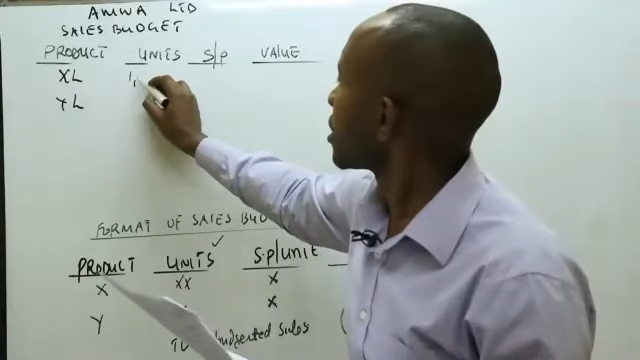 AMWA LTD
SALES BUDGET
PRODUCT UNITS S/P VALUE
XL 1,
YL
FORMAT OF SALES BUD
PRODUCT UNITS ✓ S.P/UNIT
X XX X
X
Y
budgeted sales (